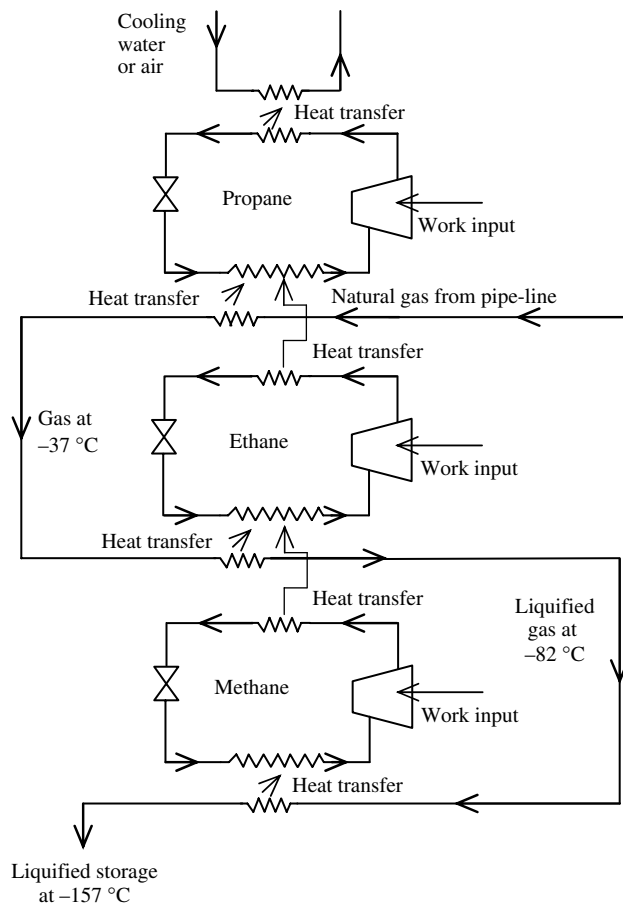 Cooling
water
or air
Heat transfer
Propane
Work input
Heat transfer
Natural gas from pipe-line
Heat transfer
Gas at
–37 °C
Ethane
Work input
Heat transfer
Heat transfer
Liquified
gas at
–82 °C
Methane
Work input
Heat transfer
Liquified storage
at –157 °C